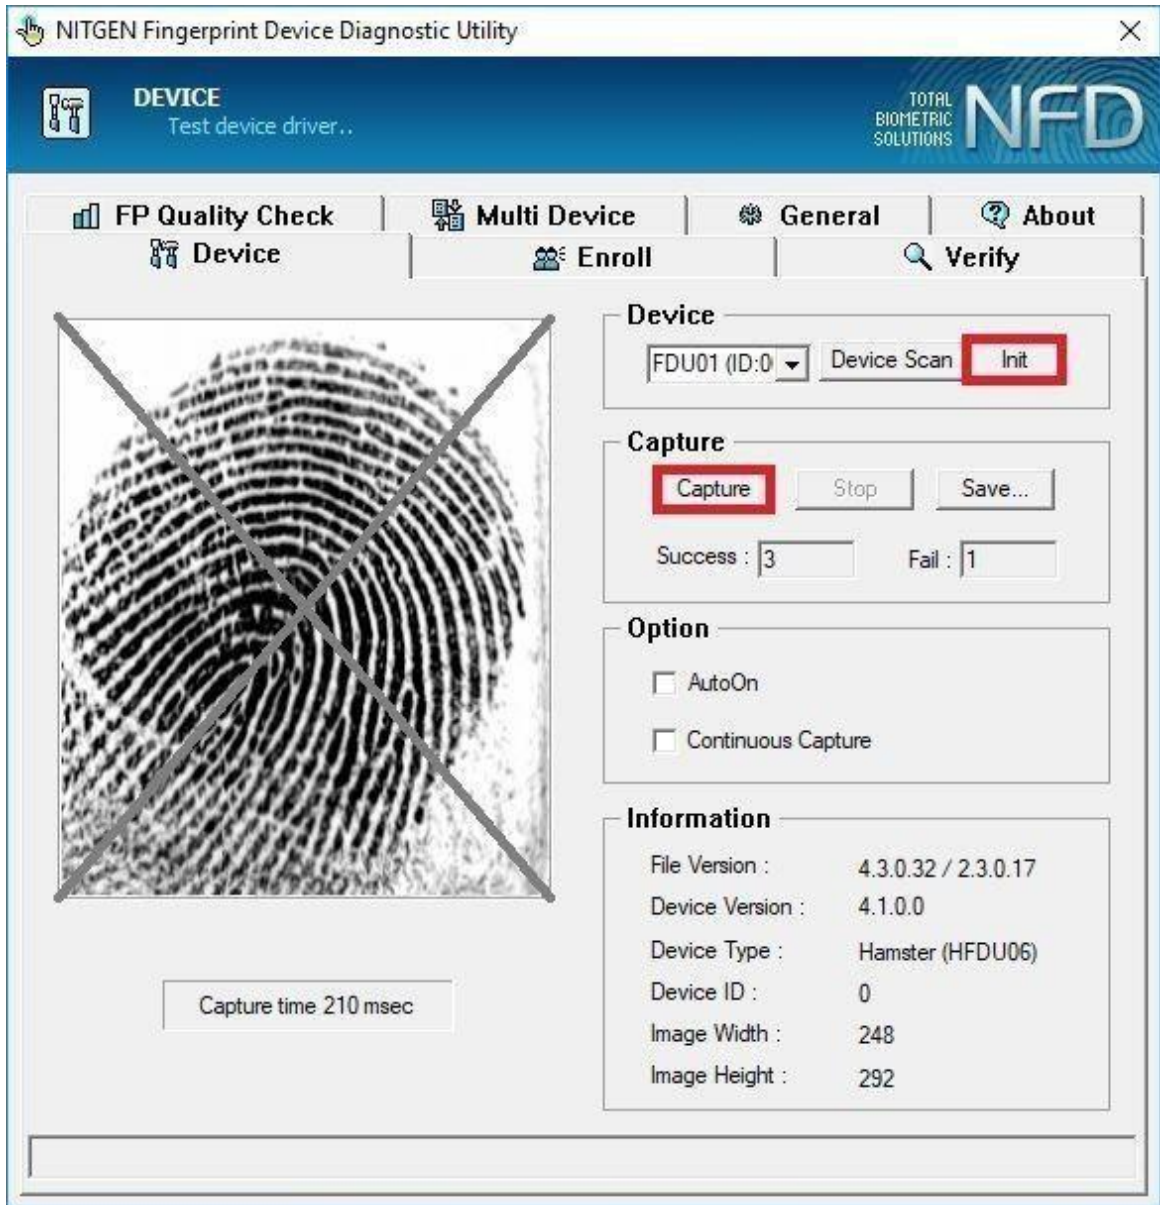 NITGEN Fingerprint Device Diagnostic Utility
DEVICE
Test device driver..
TOTAL
BIOMETRIC
SOLUTIONS
NFD
FP Quality Check
Multi Device
General
About
Device
Enroll
Verify
Device
FDU01 (ID:0
Device Scan
Init
Capture
Capture
Stop
Save...
Success : 3
Fail : 1
Option
AutoOn
Continuous Capture
Information
File Version : 4.3.0.32 / 2.3.0.17
Device Version : 4.1.0.0
Device Type : Hamster (HFDU06)
Device ID : 0
Image Width : 248
Image Height : 292
Capture time 210 msec